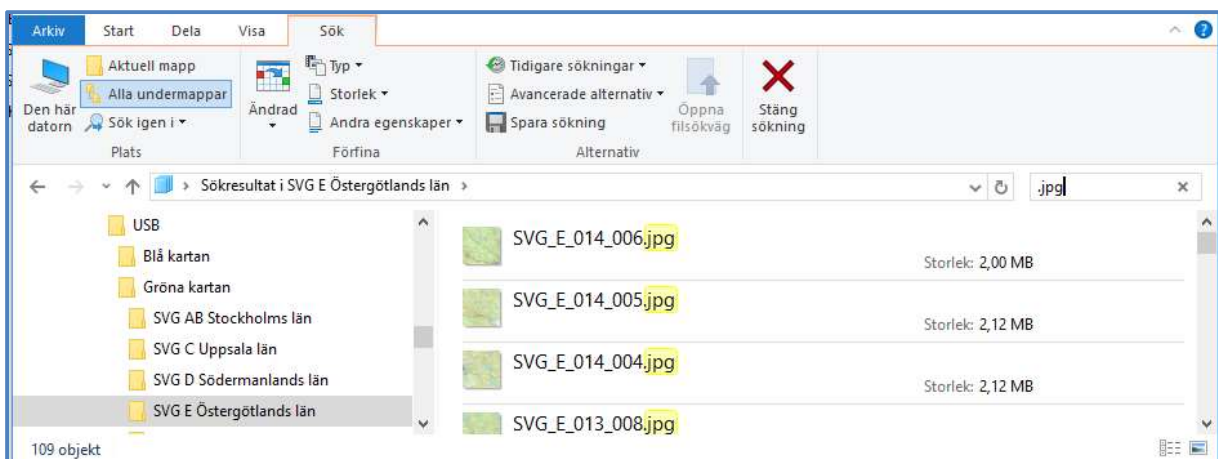 Arkiv Start Dela Visa Sök
Den här datorn
Aktuell mapp
Alla undermappar
Sök igen i
Plats
Ändrad
Typ
Storlek
Andra egenskaper
Förfina
Tidigare sökningar
Avancerade alternativ
Spara sökning
Öppna filsökväg
Alternativ
Stäng sökning
Sökresultat i SVG E Östergötlands län
.jpg
USB
Blå kartan
Gröna kartan
SVG AB Stockholms län
SVG C Uppsala län
SVG D Södermanlands län
SVG E Östergötlands län
SVG_E_014_006.jpg
Storlek: 2,00 MB
SVG_E_014_005.jpg
Storlek: 2,12 MB
SVG_E_014_004.jpg
Storlek: 2,12 MB
SVG_E_013_008.jpg
109 objekt